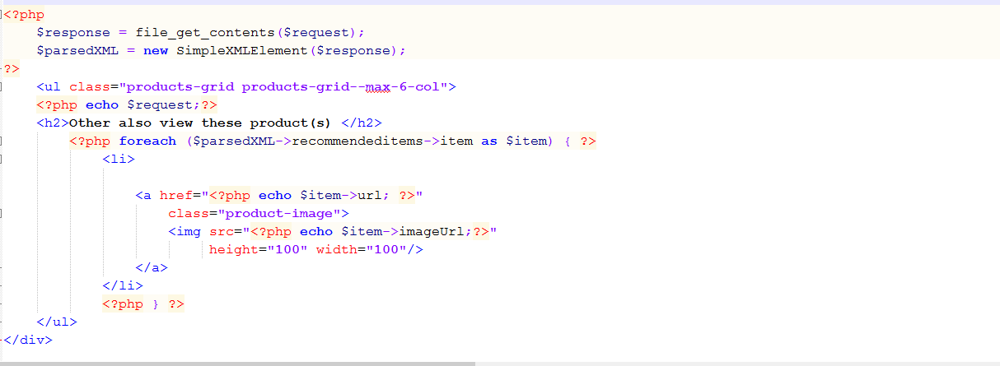 <?php
$response = file_get_contents($request);
$parsedXML = new SimpleXMLElement($response);
?>
<ul class="products-grid products-grid--max-6-col">
<?php echo $request;?>
<h2>Other also view these product(s) </h2>
<?php foreach ($parsedXML->recommendeditems->item as $item) { ?>
<li>
<a href="<?php echo $item->url; ?>"
class="product-image">
<img src="<?php echo $item->imageUrl;?>"
height="100" width="100"/>
</a>
</li>
<?php } ?>
</ul>
</div>